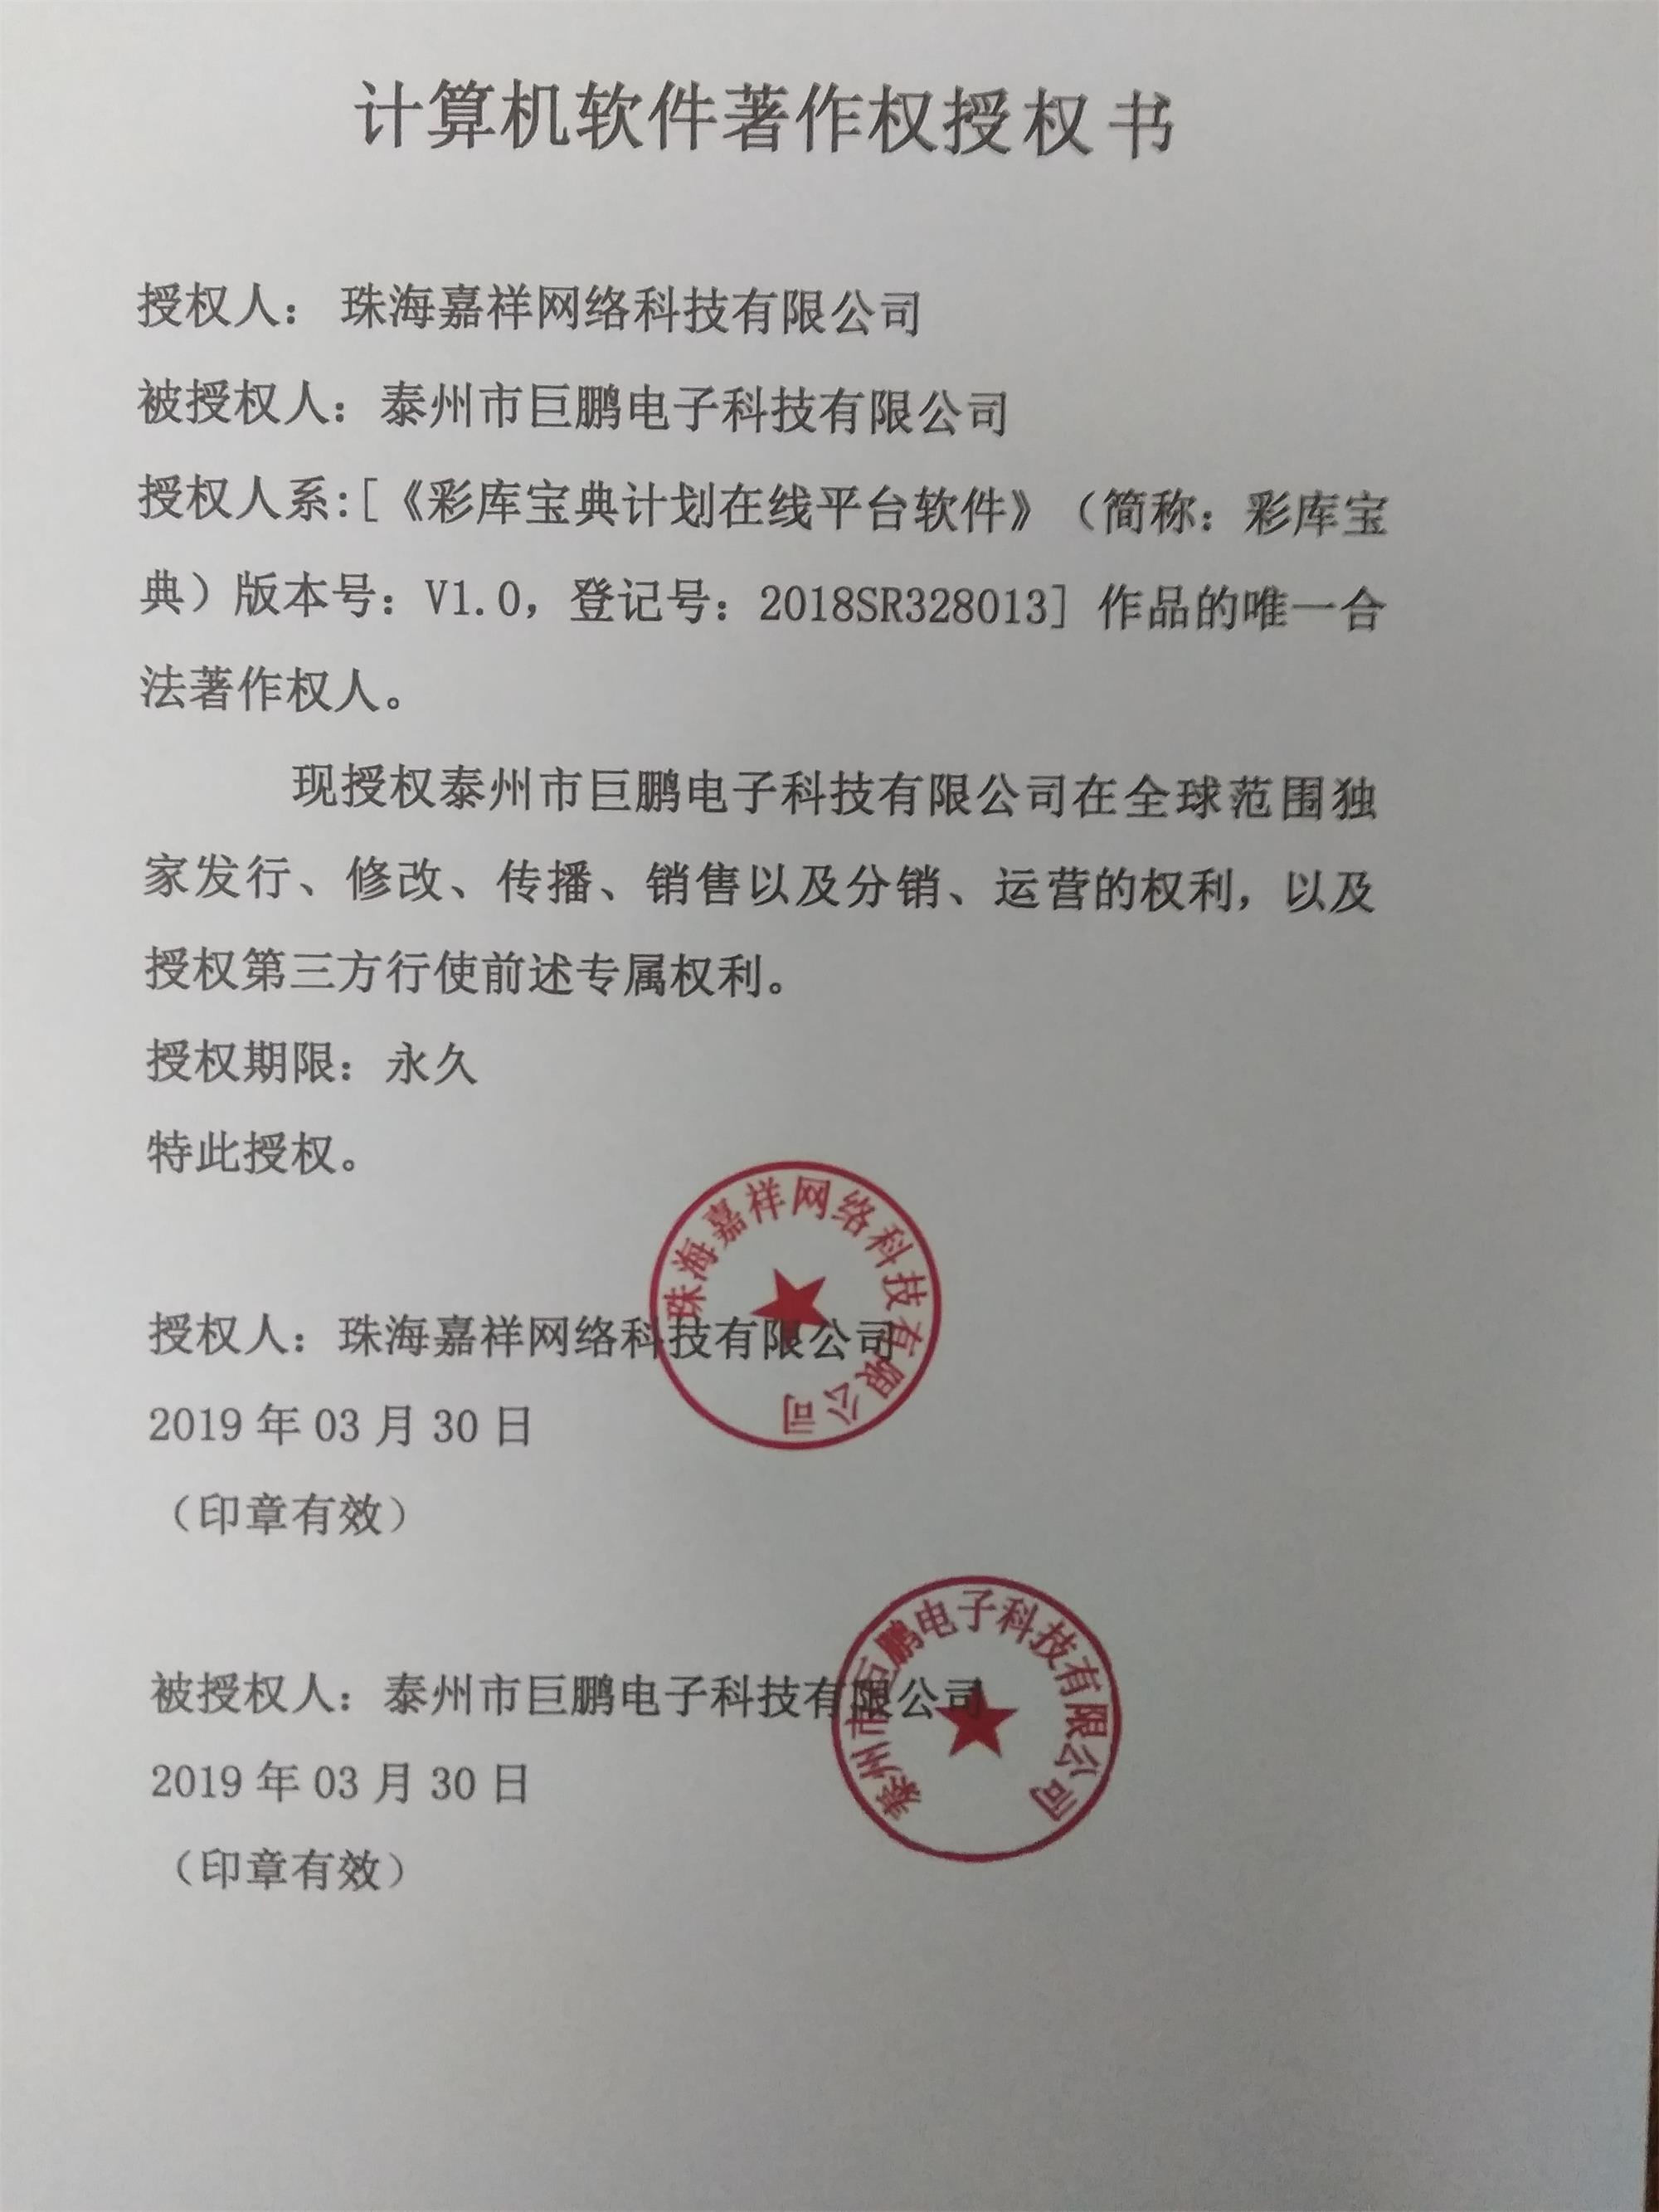 计算机软件著作权授权书
授权人： 珠海嘉祥网络科技有限公司
被授权人：泰州市巨鹏电子科技有限公司
授权人系:[《彩库宝典计划在线平台软件》（简称：彩库宝
典）版本号：V1.0，登记号：2018SR328013] 作品的唯一合
法著作权人。
现授权泰州市巨鹏电子科技有限公司在全球范围独
家发行、修改、传播、销售以及分销、运营的权利，以及
授权第三方行使前述专属权利。
授权期限：永久
特此授权。
珠海嘉祥网络科技有限公司
授权人：珠海嘉祥网络科技有限公司
2019 年 03 月 30 日
（印章有效）
泰州市巨鹏电子科技有限公司
被授权人：泰州市巨鹏电子科技有限公司
2019 年 03 月 30 日
（印章有效）